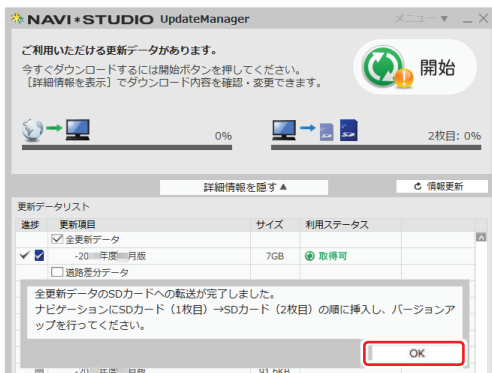 NAVI*STUDIO UpdateManager メニュー ▼ _ ×
ご利用いただける更新データがあります。
今すぐダウンロードするには開始ボタンを押してください。
[詳細情報を表示]でダウンロード内容を確認・変更できます。
開始
0%
2枚目: 0%
詳細情報を隠す▲
情報更新
更新データリスト
進捗 更新項目 サイズ 利用ステータス
全更新データ
-20 年度 月版 7GB 取得可
道路差分データ
全更新データのSDカードへの転送が完了しました。
ナビゲーションにSDカード(1枚目)→SDカード(2枚目)の順に挿入し、バージョンア
ップを行ってください。
OK